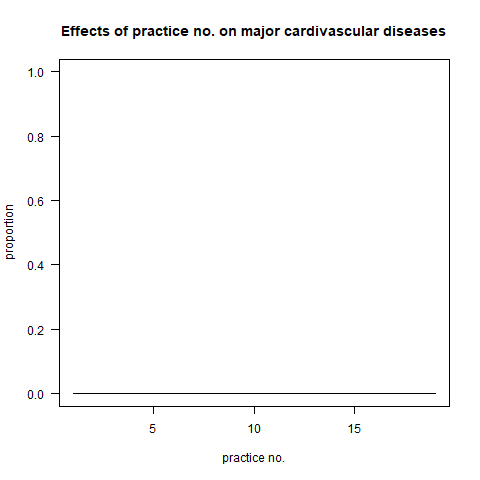 Effects of practice no. on major cardivascular diseases
proportion
1.0
0.8
0.6
0.4
0.2
0.0
5 10 15
practice no.